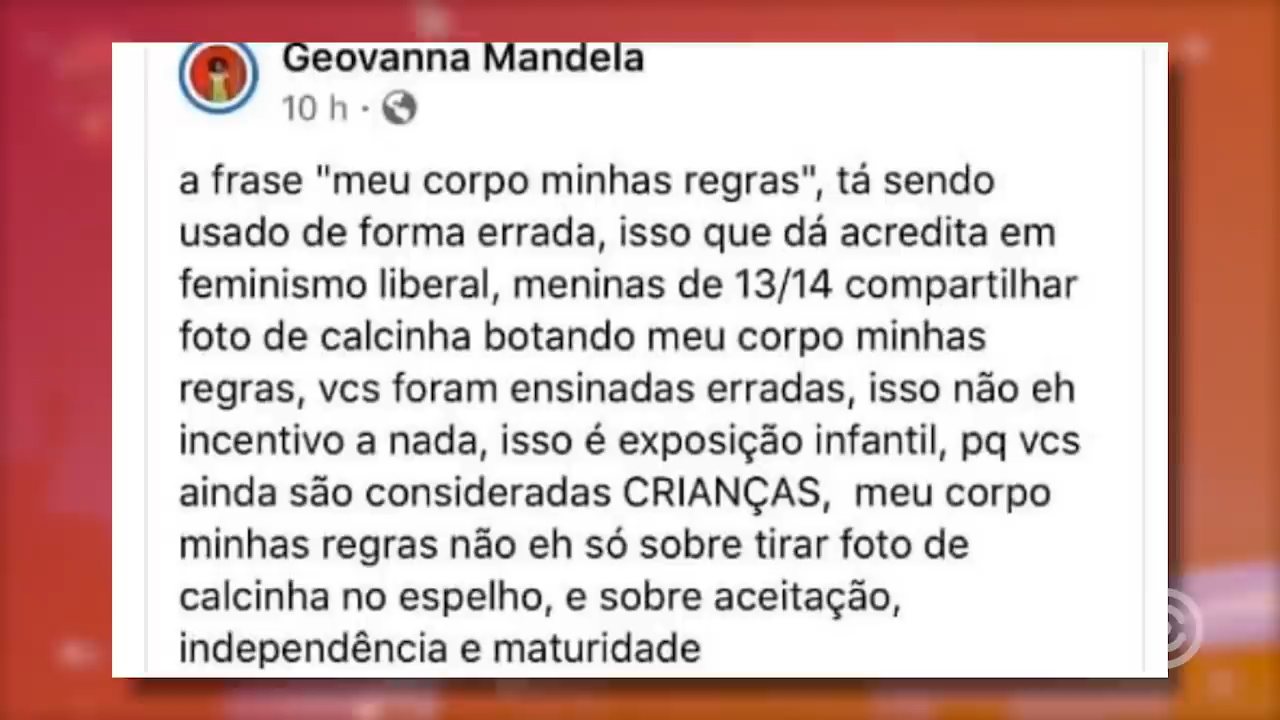 Geovanna Mandela
10 h ·
a frase "meu corpo minhas regras", tá sendo
usado de forma errada, isso que dá acredita em
feminismo liberal, meninas de 13/14 compartilhar
foto de calcinha botando meu corpo minhas
regras, vcs foram ensinadas erradas, isso não eh
incentivo a nada, isso é exposição infantil, pq vcs
ainda são consideradas CRIANÇAS,  meu corpo
minhas regras não eh só sobre tirar foto de
calcinha no espelho, e sobre aceitação,
independência e maturidade